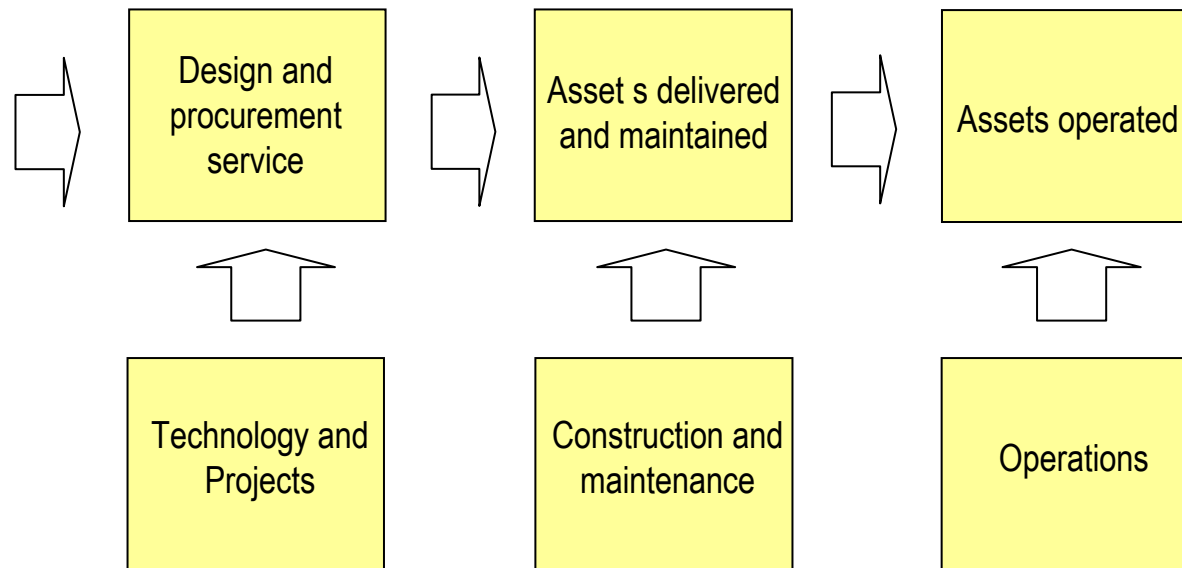 Design and
procurement
service
Asset s delivered
and maintained
Assets operated
Technology and
Projects
Construction and
maintenance
Operations